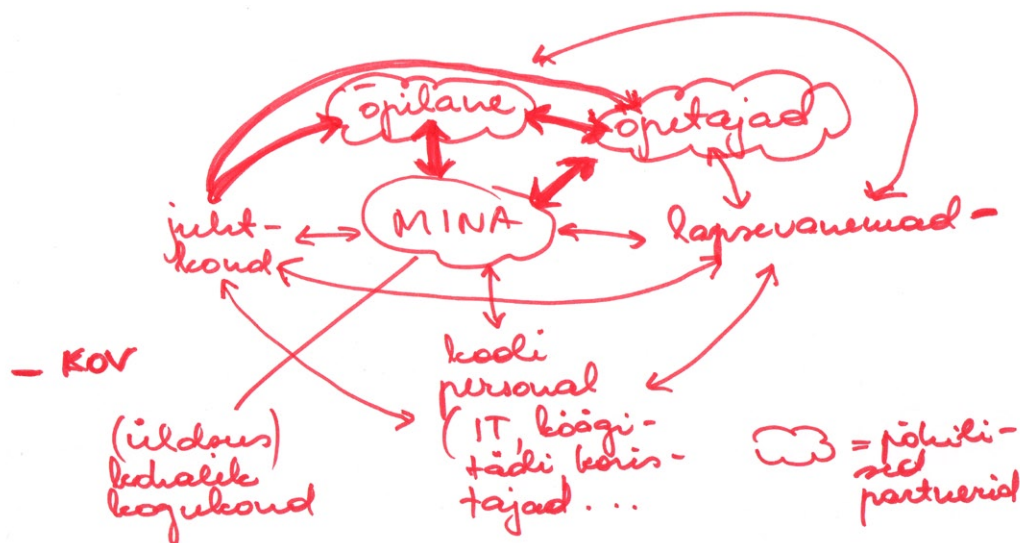 õpilane
õpetajad
juht-
kond
MINA
lapsevanemad -
- KOV
kooli
personal
(IT, köögi-
tädi, koris-
tajad...
(üldsus)
kohalik
kogukond
= põhili-
sed
partnerid